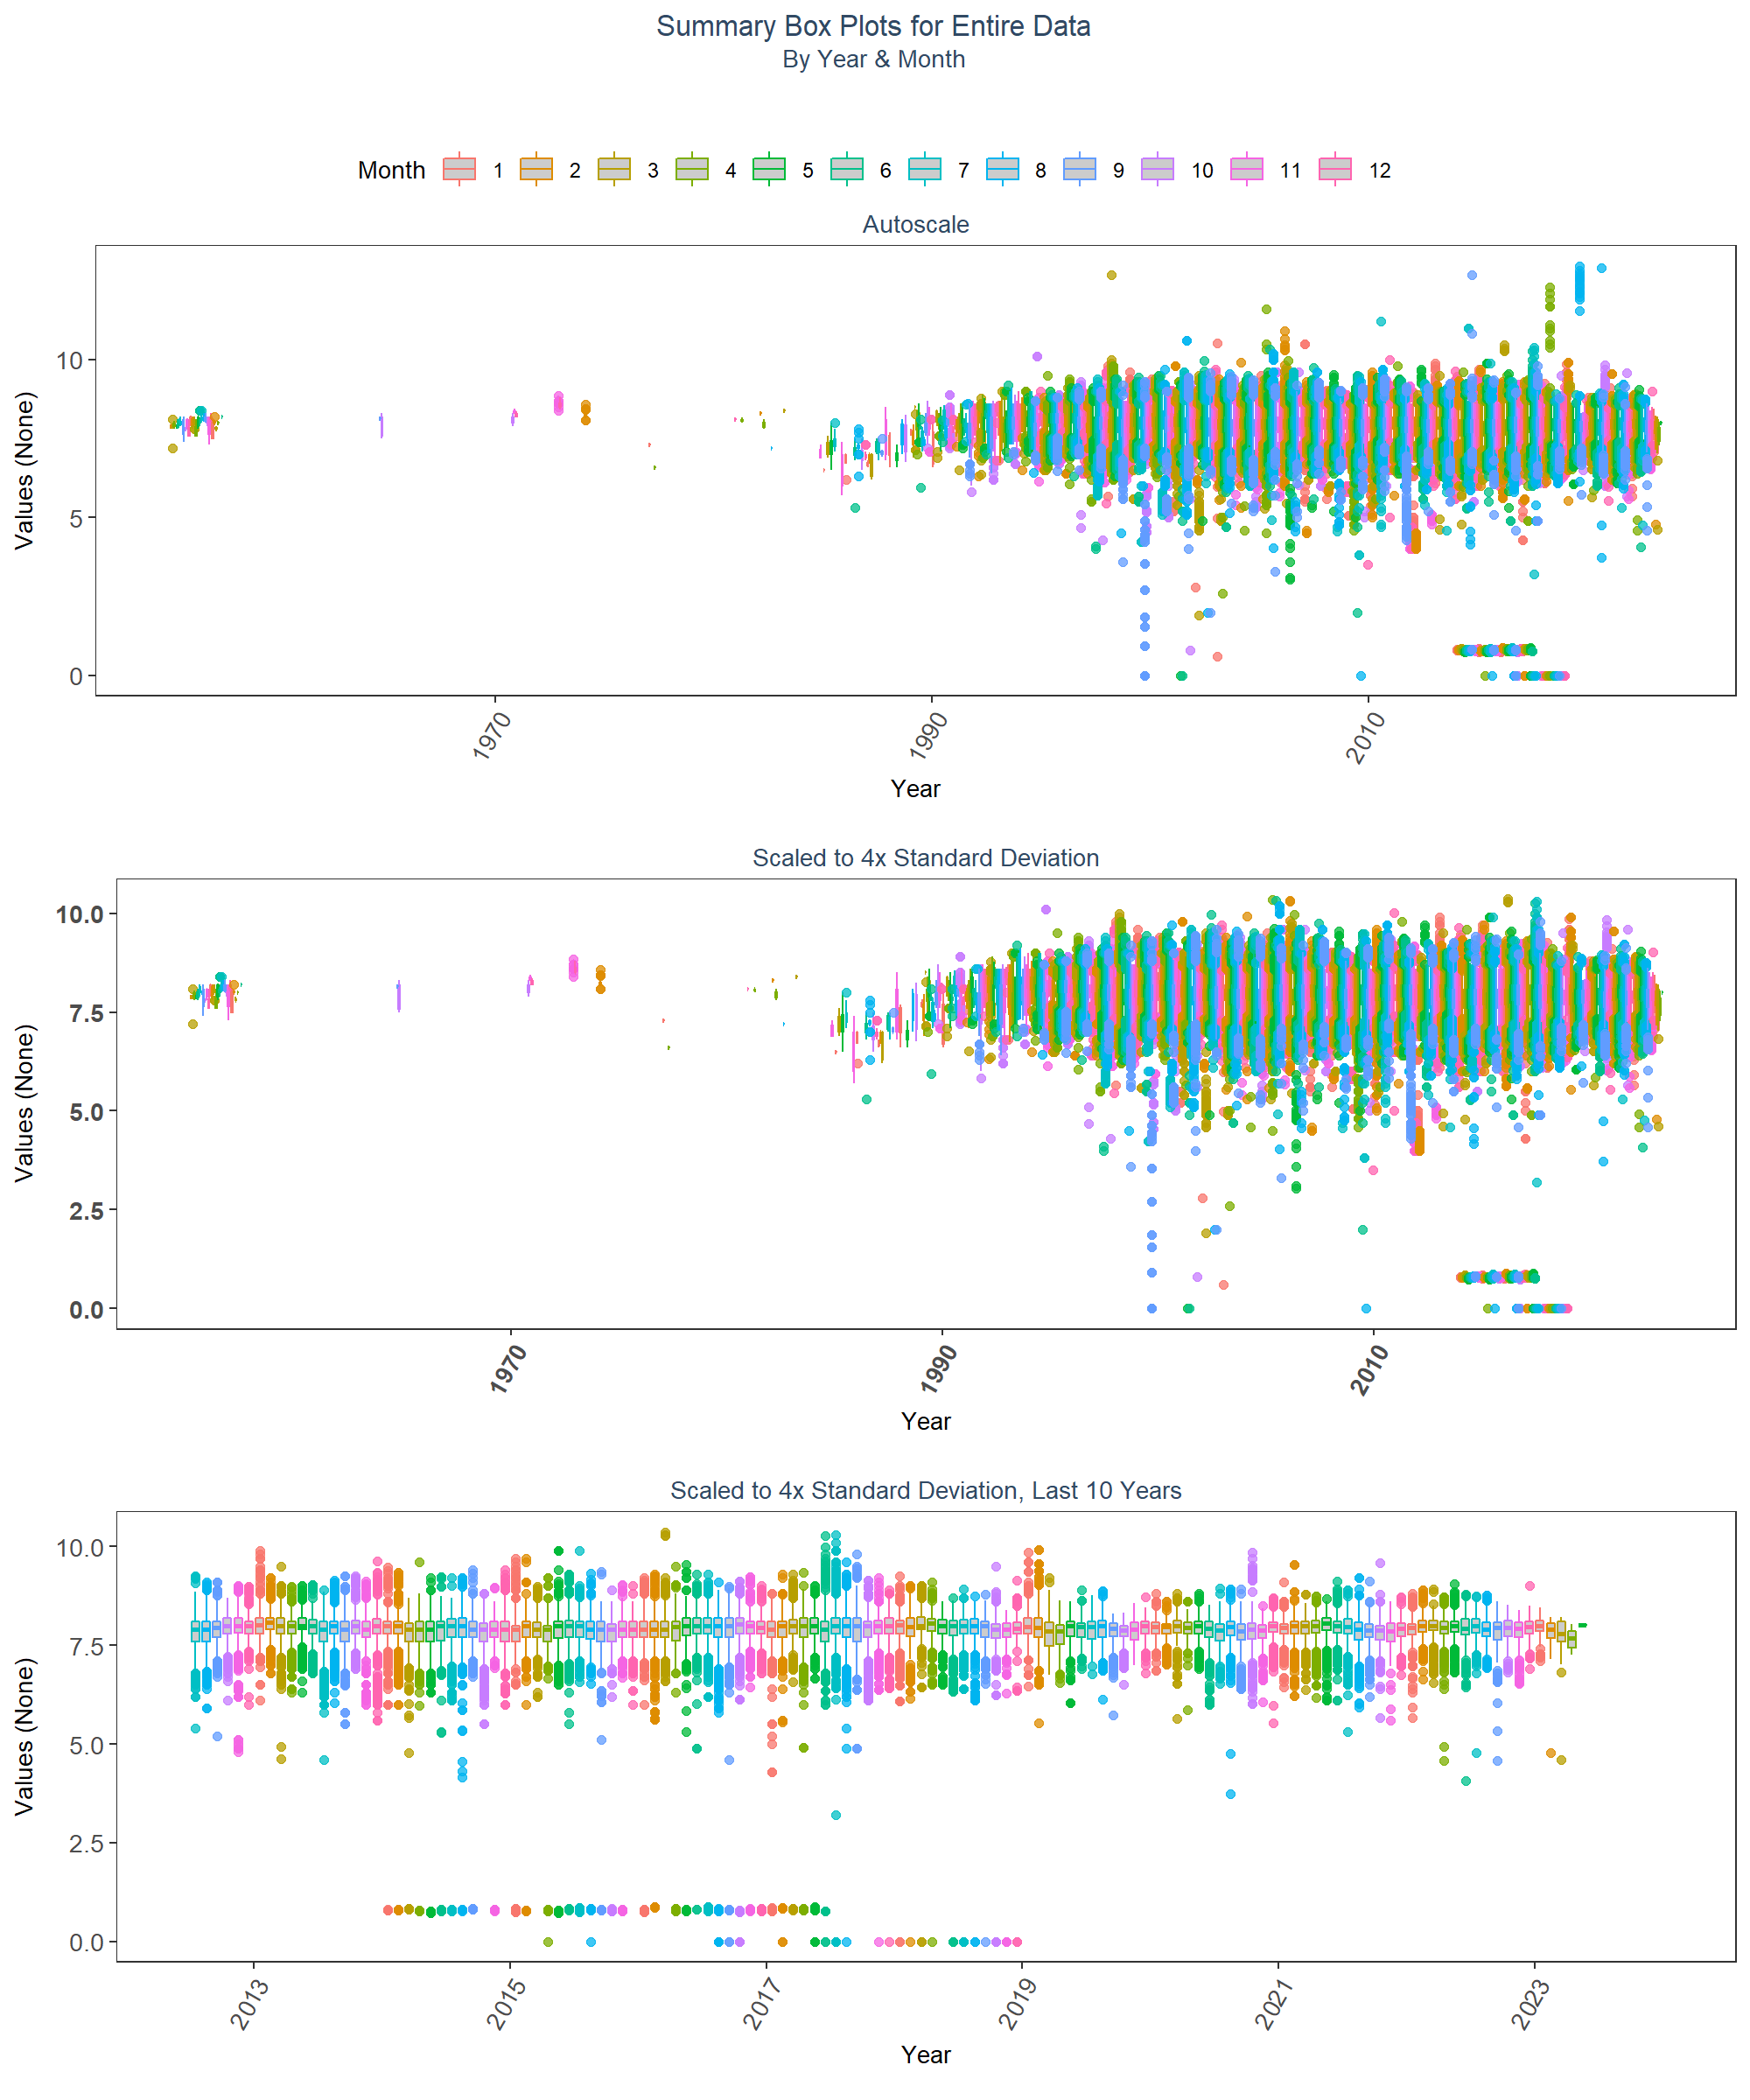 Summary Box Plots for Entire Data
By Year & Month
Month 1 2 3 4 5 6 7 8 9 10 11 12
Autoscale
Values (None)
10
5
0
1970 1990 2010
Year
Scaled to 4x Standard Deviation
Values (None)
10.0
7.5
5.0
2.5
0.0
1970 1990 2010
Year
Scaled to 4x Standard Deviation, Last 10 Years
Values (None)
10.0
7.5
5.0
2.5
0.0
2013 2015 2017 2019 2021 2023
Year